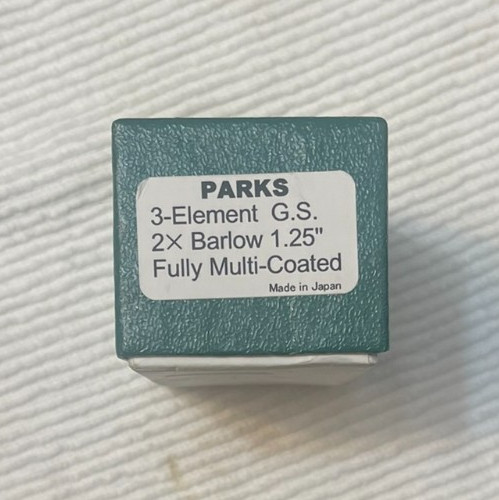 PARKS
3-Element G.S.
2× Barlow 1.25"
Fully Multi-Coated
Made in Japan